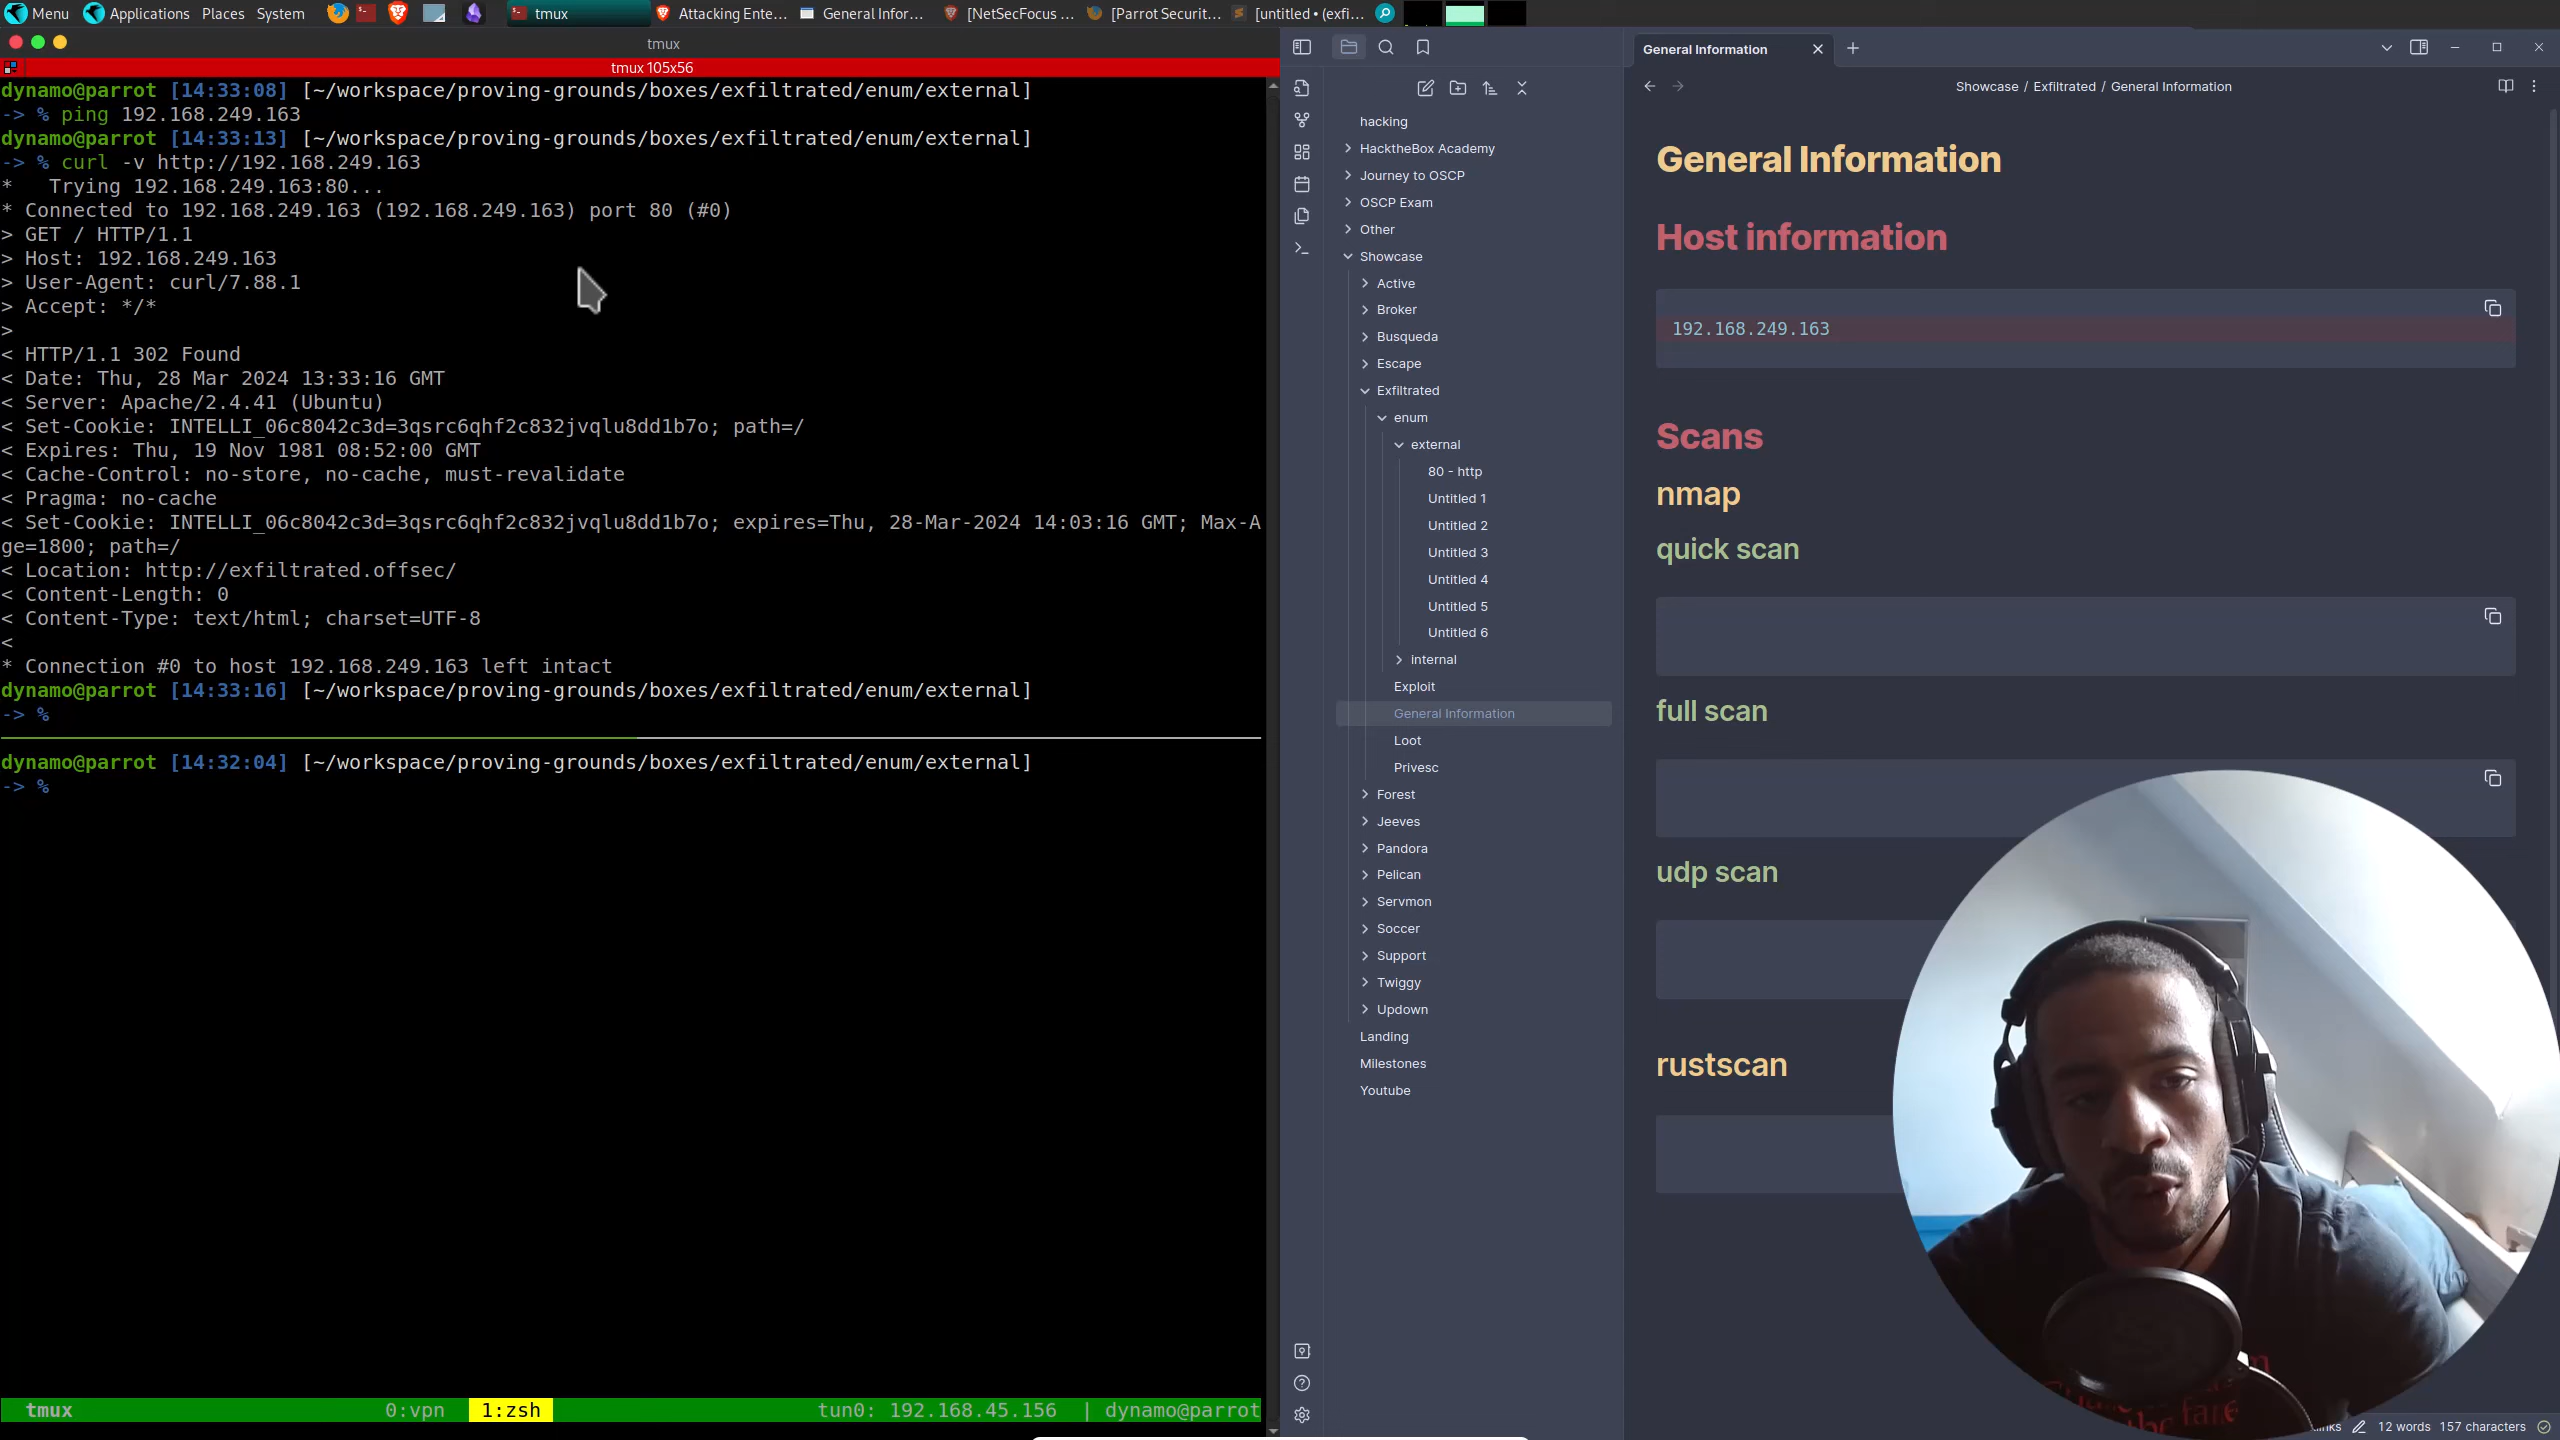 Menu Applications Places System tmux Attacking Ente... General Infor... [NetSecFocus ... [Parrot Securit... [untitled • (exfi...
tmux
tmux 105x56
dynamo@parrot [14:33:08] [~/workspace/proving-grounds/boxes/exfiltrated/enum/external]
-> % ping 192.168.249.163
dynamo@parrot [14:33:13] [~/workspace/proving-grounds/boxes/exfiltrated/enum/external]
-> % curl -v http://192.168.249.163
*   Trying 192.168.249.163:80...
* Connected to 192.168.249.163 (192.168.249.163) port 80 (#0)
> GET / HTTP/1.1
> Host: 192.168.249.163
> User-Agent: curl/7.88.1
> Accept: */*
>
< HTTP/1.1 302 Found
< Date: Thu, 28 Mar 2024 13:33:16 GMT
< Server: Apache/2.4.41 (Ubuntu)
< Set-Cookie: INTELLI_06c8042c3d=3qsrc6qhf2c832jvqlu8dd1b7o; path=/
< Expires: Thu, 19 Nov 1981 08:52:00 GMT
< Cache-Control: no-store, no-cache, must-revalidate
< Pragma: no-cache
< Set-Cookie: INTELLI_06c8042c3d=3qsrc6qhf2c832jvqlu8dd1b7o; expires=Thu, 28-Mar-2024 14:03:16 GMT; Max-A
ge=1800; path=/
< Location: http://exfiltrated.offsec/
< Content-Length: 0
< Content-Type: text/html; charset=UTF-8
<
* Connection #0 to host 192.168.249.163 left intact
dynamo@parrot [14:33:16] [~/workspace/proving-grounds/boxes/exfiltrated/enum/external]
-> %
dynamo@parrot [14:32:04] [~/workspace/proving-grounds/boxes/exfiltrated/enum/external]
-> %
tmux 0:vpn 1:zsh tun0: 192.168.45.156 | dynamo@parrot
hacking
HacktheBox Academy
Journey to OSCP
OSCP Exam
Other
Showcase
Active
Broker
Busqueda
Escape
Exfiltrated
enum
external
80 - http
Untitled 1
Untitled 2
Untitled 3
Untitled 4
Untitled 5
Untitled 6
internal
Exploit
General Information
Loot
Privesc
Forest
Jeeves
Pandora
Pelican
Servmon
Soccer
Support
Twiggy
Updown
Landing
Milestones
Youtube
General Information
Showcase / Exfiltrated / General Information
General Information
Host information
192.168.249.163
Scans
nmap
quick scan
full scan
udp scan
rustscan
12 words 157 characters